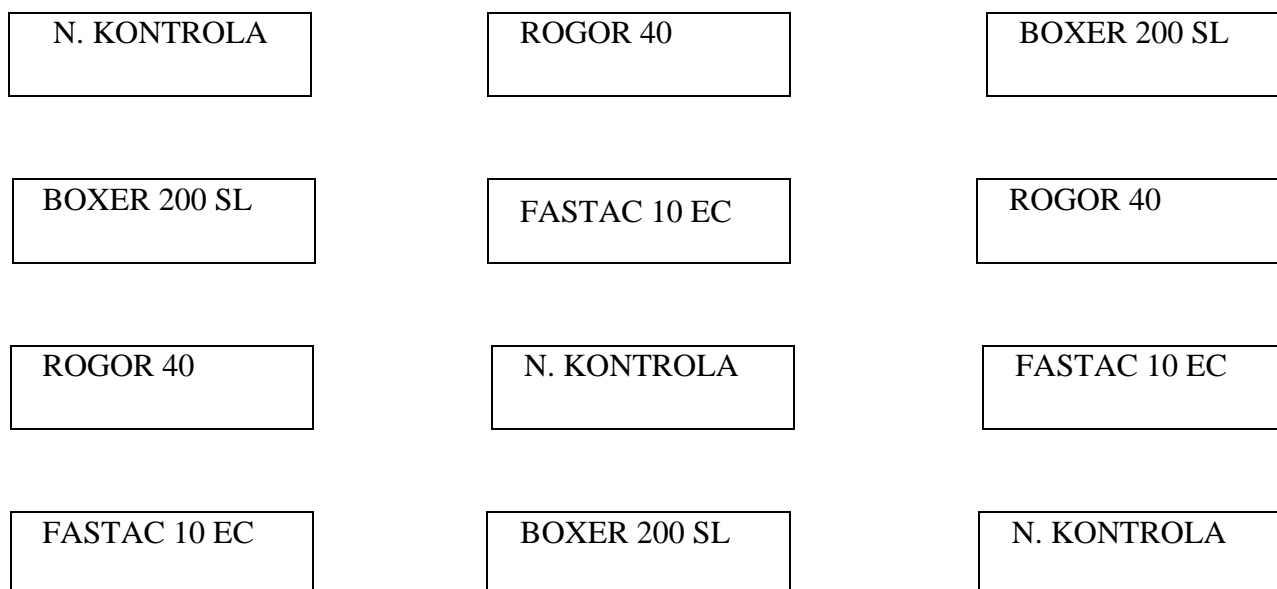 N. KONTROLA
ROGOR 40
BOXER 200 SL
BOXER 200 SL
FASTAC 10 EC
ROGOR 40
ROGOR 40
N. KONTROLA
FASTAC 10 EC
FASTAC 10 EC
BOXER 200 SL
N. KONTROLA